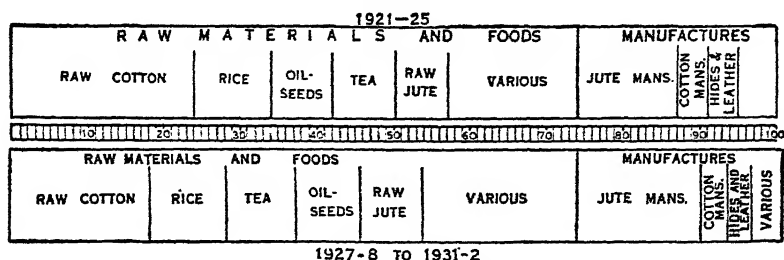 1921—25
RAW MATERIALS AND FOODS MANUFACTURES
RAW COTTON RICE OIL-SEEDS TEA RAW JUTE VARIOUS JUTE MANS. COTTON MANS. HIDES & LEATHER
10 20 30 40 50 60 70 80 90 100
RAW MATERIALS AND FOODS MANUFACTURES
RAW COTTON RICE TEA OIL-SEEDS RAW JUTE VARIOUS JUTE MANS. COTTON MANS. HIDES AND LEATHER VARIOUS
1927-8 TO 1931-2